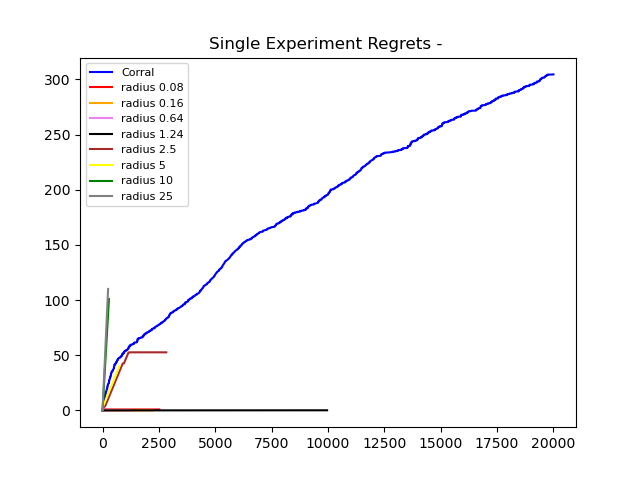 Single Experiment Regrets -
Corral
radius 0.08
radius 0.16
radius 0.64
radius 1.24
radius 2.5
radius 5
radius 10
radius 25
300
250
200
150
100
50
0
0 2500 5000 7500 10000 12500 15000 17500 20000